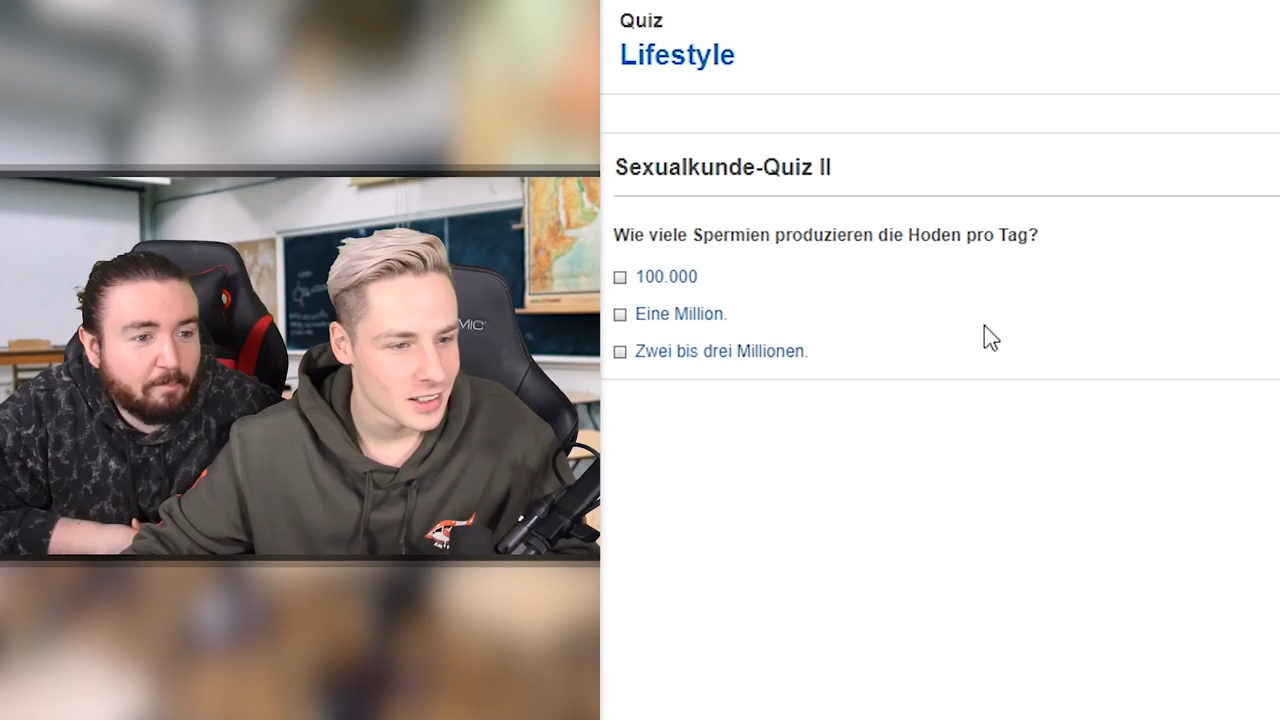 Quiz
Lifestyle
Sexualkunde-Quiz II
Wie viele Spermien produzieren die Hoden pro Tag?
100.000
Eine Million.
Zwei bis drei Millionen.
MIC